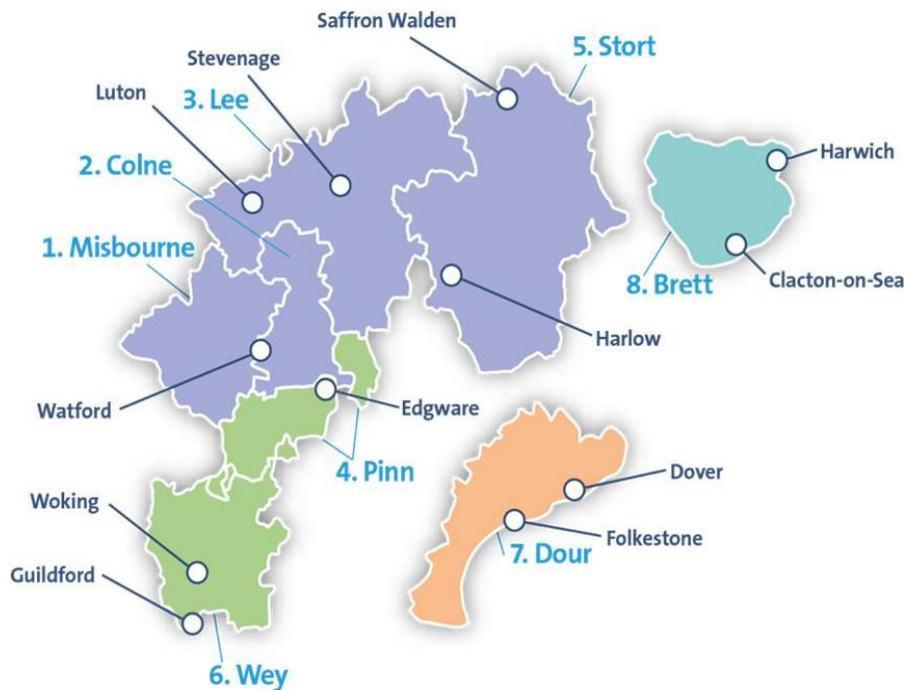 Saffron Walden
5. Stort
Stevenage
3. Lee
Luton
2. Colne
Harwich
1. Misbourne
8. Brett
Clacton-on-Sea
Harlow
Watford
Edgware
4. Pinn
Dover
Woking
Folkestone
7. Dour
Guildford
6. Wey